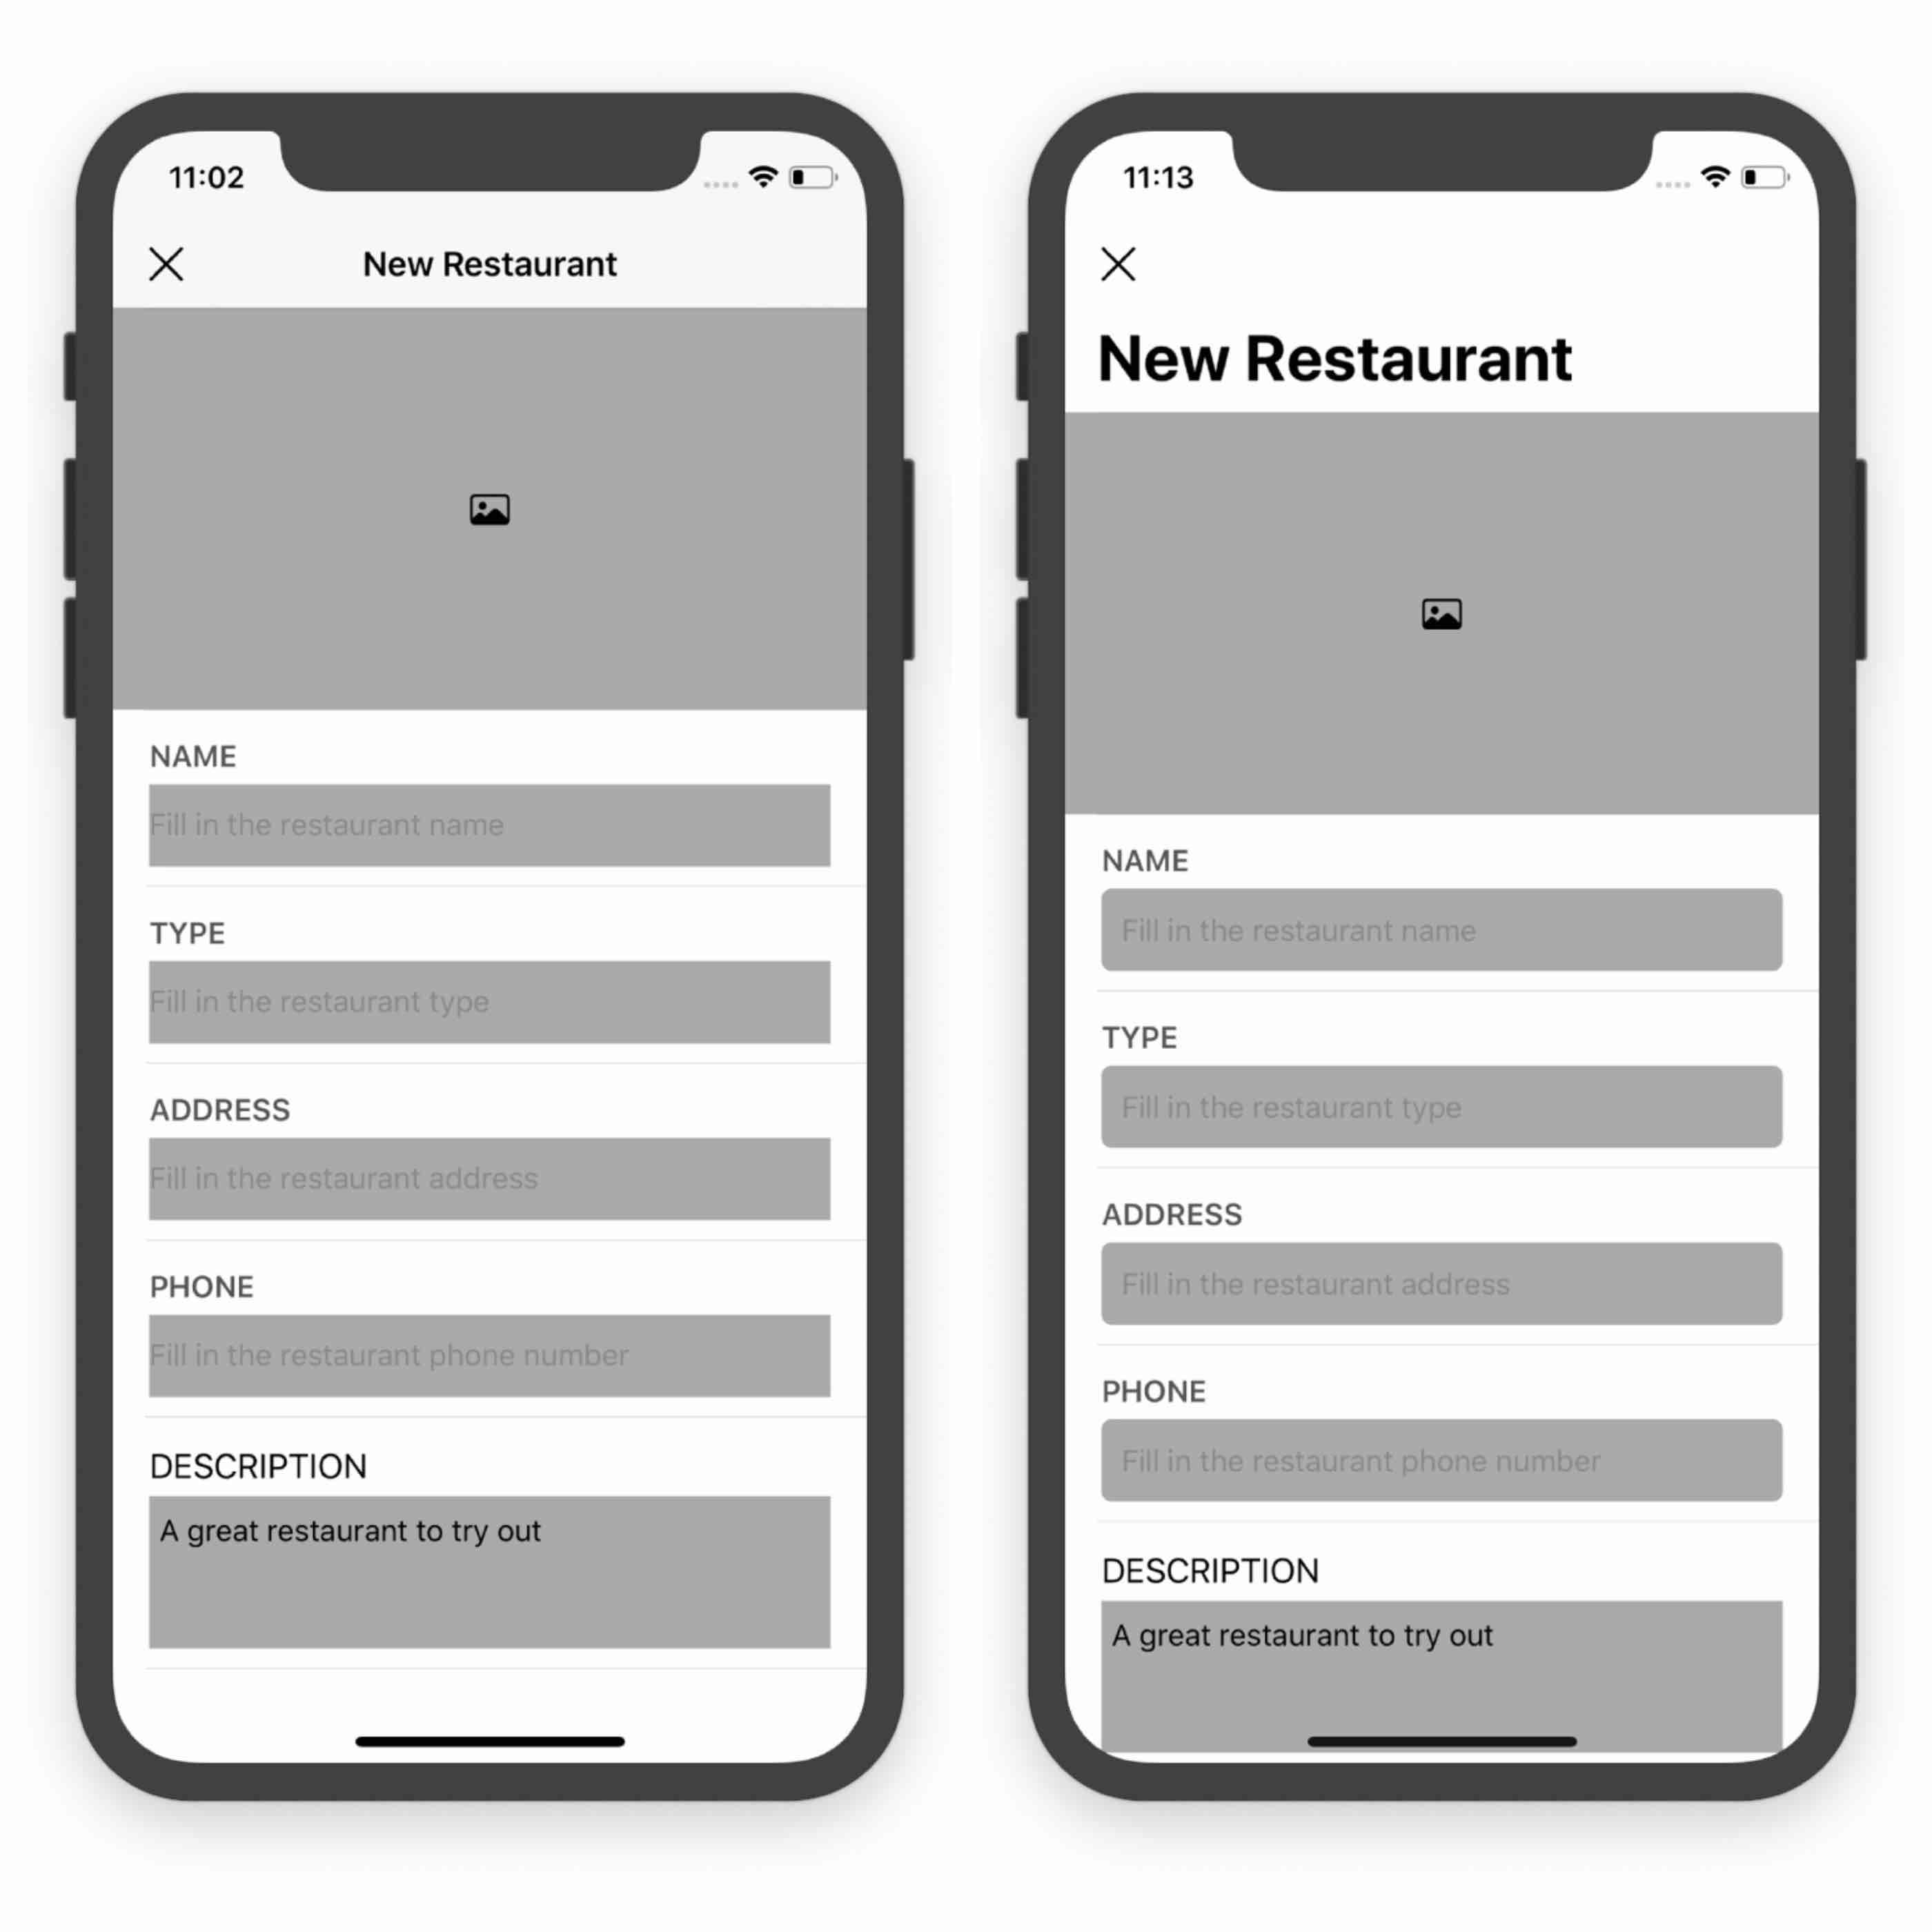 11:02
New Restaurant
NAME
Fill in the restaurant name
TYPE
Fill in the restaurant type
ADDRESS
Fill in the restaurant address
PHONE
Fill in the restaurant phone number
DESCRIPTION
A great restaurant to try out
11:13
New Restaurant
NAME
Fill in the restaurant name
TYPE
Fill in the restaurant type
ADDRESS
Fill in the restaurant address
PHONE
Fill in the restaurant phone number
DESCRIPTION
A great restaurant to try out